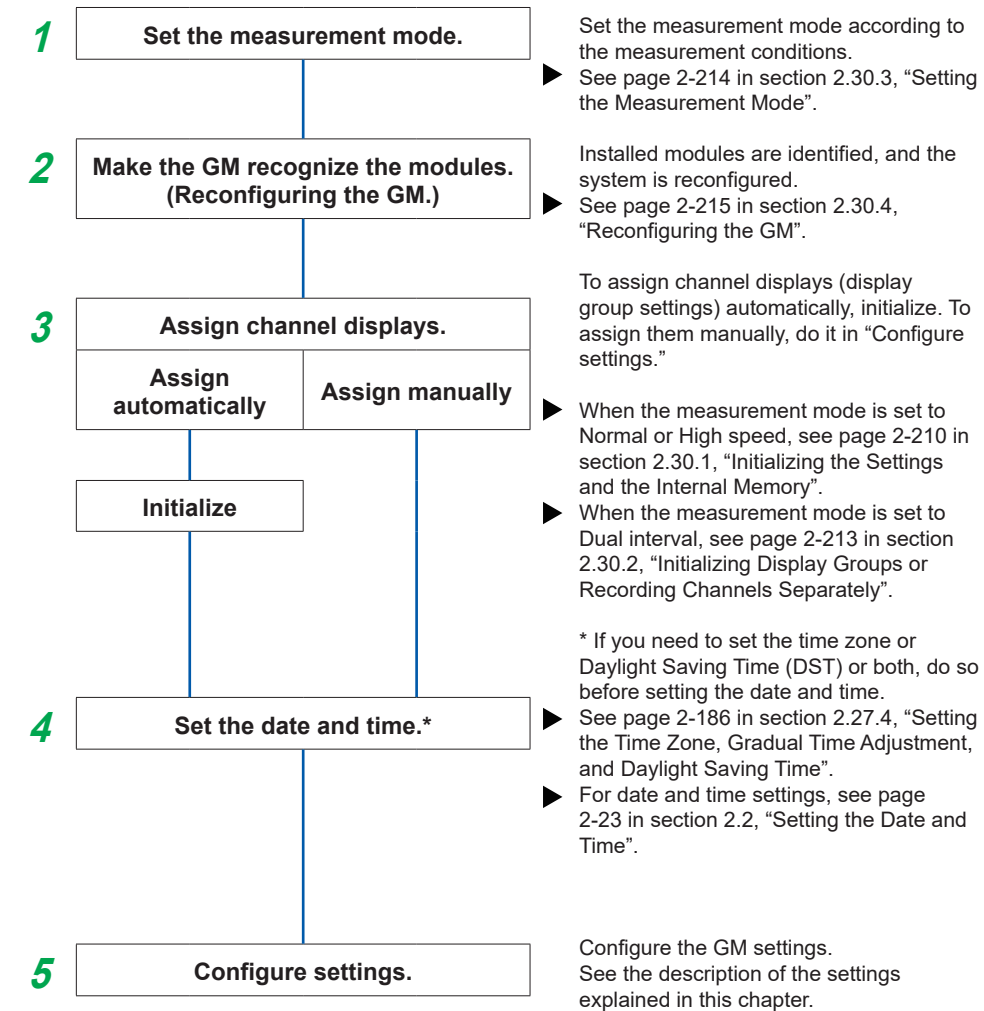 1
Set the measurement mode.
Set the measurement mode according to
the measurement conditions.
See page 2-214 in section 2.30.3, “Setting
the Measurement Mode”.
2
Make the GM recognize the modules.
(Reconfiguring the GM.)
Installed modules are identified, and the
system is reconfigured.
See page 2-215 in section 2.30.4,
“Reconfiguring the GM”.
3
Assign channel displays.
Assign
automatically
Assign manually
Initialize
To assign channel displays (display
group settings) automatically, initialize. To
assign them manually, do it in “Configure
settings.”
When the measurement mode is set to
Normal or High speed, see page 2-210 in
section 2.30.1, “Initializing the Settings
and the Internal Memory”.
When the measurement mode is set to
Dual interval, see page 2-213 in section
2.30.2, “Initializing Display Groups or
Recording Channels Separately”.
4
Set the date and time.*
* If you need to set the time zone or
Daylight Saving Time (DST) or both, do so
before setting the date and time.
See page 2-186 in section 2.27.4, “Setting
the Time Zone, Gradual Time Adjustment,
and Daylight Saving Time”.
For date and time settings, see page
2-23 in section 2.2, “Setting the Date and
Time”.
5
Configure settings.
Configure the GM settings.
See the description of the settings
explained in this chapter.